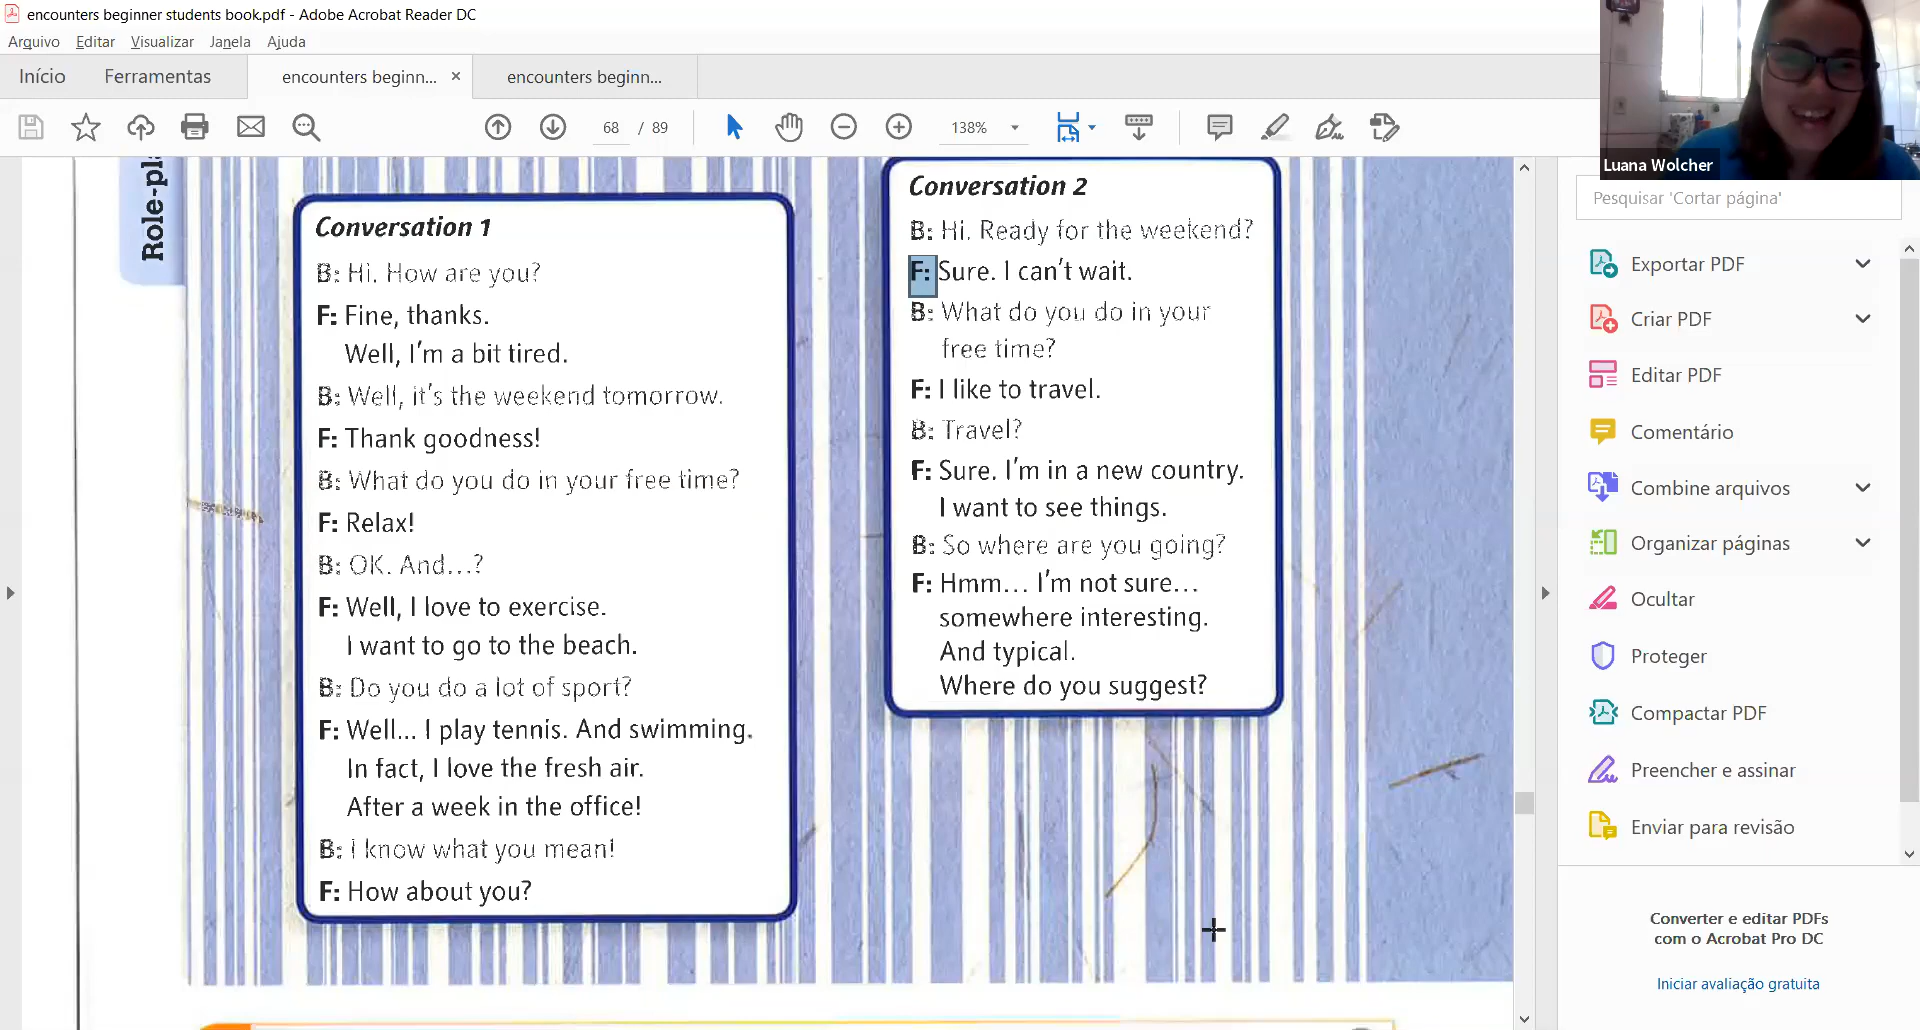 encounters beginner students book.pdf - Adobe Acrobat Reader DC
Arquivo Editar Visualizar Janela Ajuda
Início Ferramentas encounters beginn... × encounters beginn...
68 / 89 138%
Luana Wolcher
Role-pl
Conversation 1
B: Hi. How are you?
F: Fine, thanks.
Well, I'm a bit tired.
B: Well, it's the weekend tomorrow.
F: Thank goodness!
B: What do you do in your free time?
F: Relax!
B: OK. And...?
F: Well, I love to exercise.
I want to go to the beach.
B: Do you do a lot of sport?
F: Well... I play tennis. And swimming.
In fact, I love the fresh air.
After a week in the office!
B: I know what you mean!
F: How about you?
Conversation 2
B: Hi. Ready for the weekend?
F: Sure. I can't wait.
B: What do you do in your
free time?
F: I like to travel.
B: Travel?
F: Sure. I'm in a new country.
I want to see things.
B: So where are you going?
F: Hmm... I'm not sure...
somewhere interesting.
And typical.
Where do you suggest?
Pesquisar 'Cortar página'
Exportar PDF
Criar PDF
Editar PDF
Comentário
Combine arquivos
Organizar páginas
Ocultar
Proteger
Compactar PDF
Preencher e assinar
Enviar para revisão
Converter e editar PDFs
com o Acrobat Pro DC
Iniciar avaliação gratuita